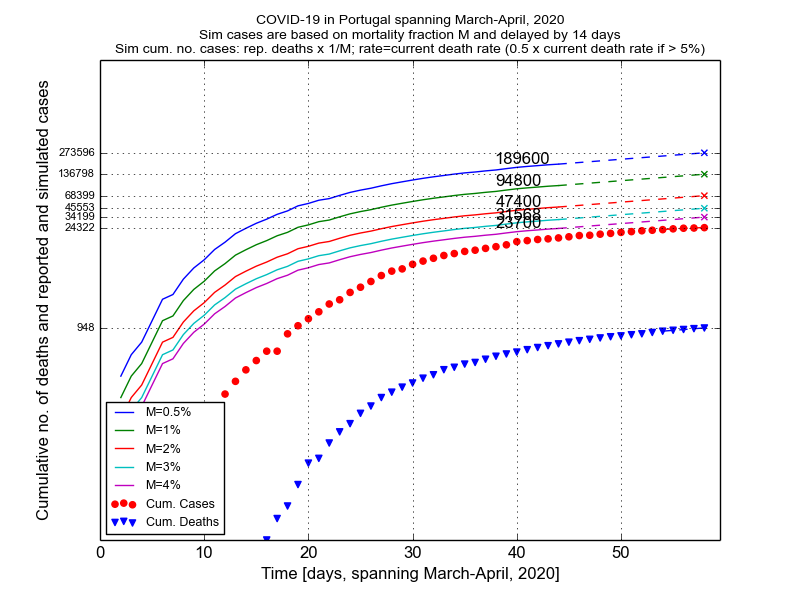 COVID-19 in Portugal spanning March-April, 2020
Sim cases are based on mortality fraction M and delayed by 14 days
Sim cum. no. cases: rep. deaths x 1/M; rate=current death rate (0.5 x current death rate if > 5%)
Cumulative no. of deaths and reported and simulated cases
273596
136798
68399
45553
34199
24322
948
189600
94800
47400
31568
23700
M=0.5%
M=1%
M=2%
M=3%
M=4%
Cum. Cases
Cum. Deaths
0 10 20 30 40 50
Time [days, spanning March-April, 2020]